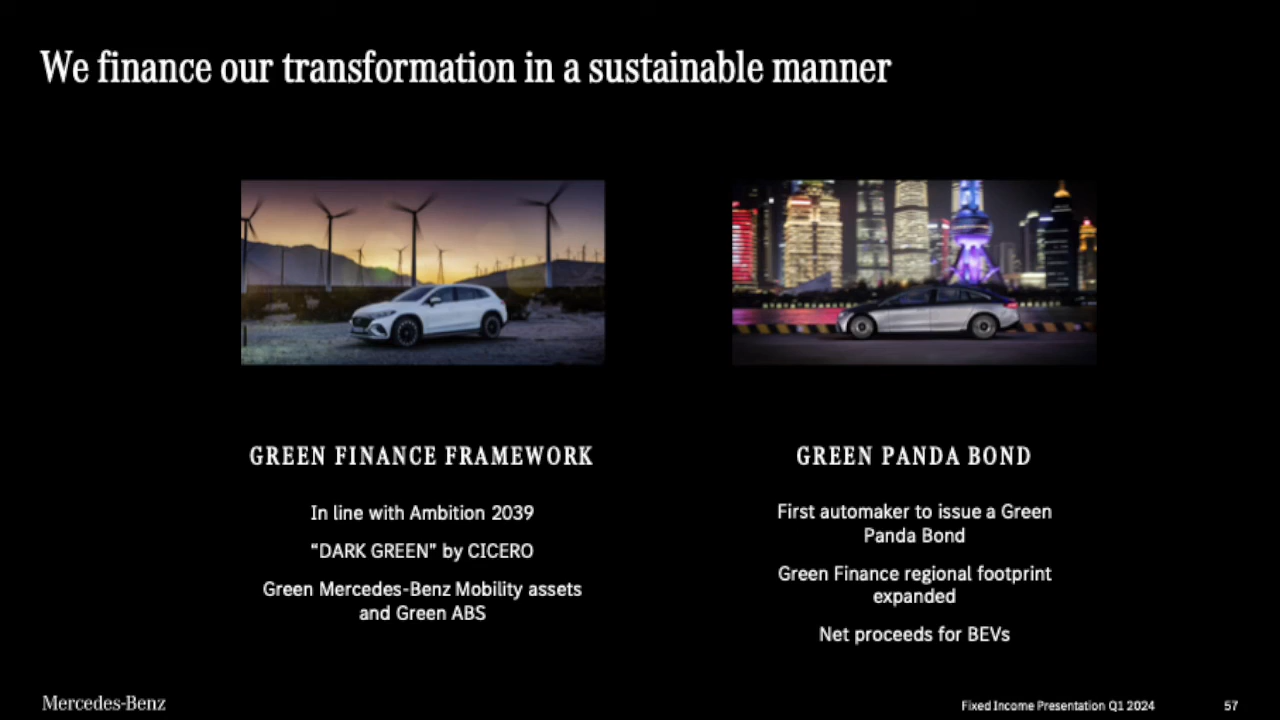 We finance our transformation in a sustainable manner
GREEN FINANCE FRAMEWORK
In line with Ambition 2039
“DARK GREEN” by CICERO
Green Mercedes-Benz Mobility assets
and Green ABS
GREEN PANDA BOND
First automaker to issue a Green
Panda Bond
Green Finance regional footprint
expanded
Net proceeds for BEVs
Mercedes-Benz
Fixed Income Presentation Q1 2024
57